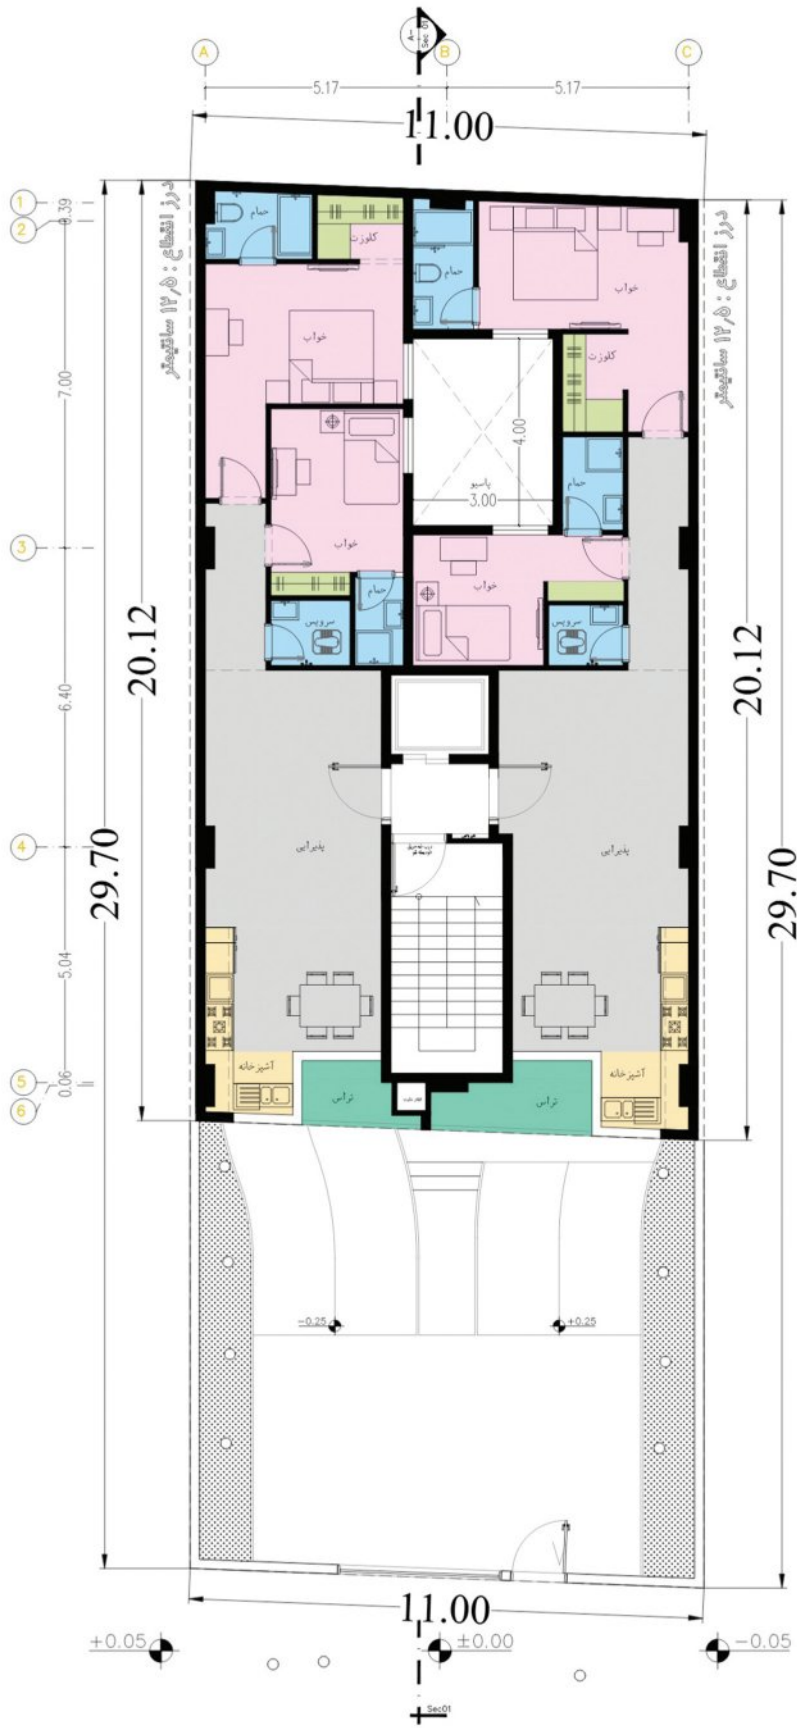 A
A-
Sec 01
B
C
5.17
5.17
11.00
1
0.39
2
درز انقطاع : ۱۲٫۵ سانتیمتر
درز انقطاع : ۱۲٫۵ سانتیمتر
حمام
کلوزت
حمام
خواب
خواب
کلوزت
7.00
4.00
پاسیو
3.00
حمام
خواب
3
خواب
حمام
سرویس
سرویس
20.12
20.12
6.40
پذیرایی
پذیرایی
4
29.70
29.70
5.04
آشپزخانه
آشپزخانه
5
0.06
6
تراس
تراس
-0.25
+0.25
11.00
+0.05
±0.00
-0.05
Sec01